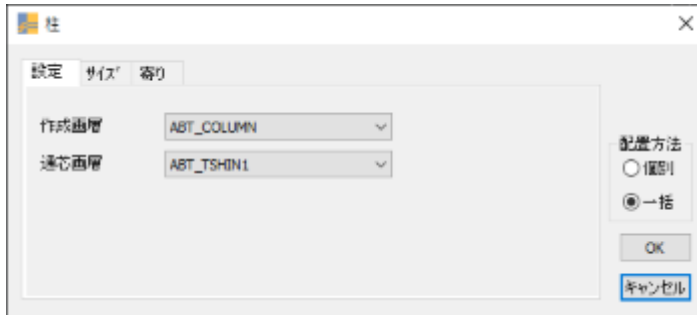 柱
設定 サイズ 寄り
作成画層 ABT_COLUMN
通芯画層 ABT_TSHIN1
配置方法
個別
一括
OK
キャンセル